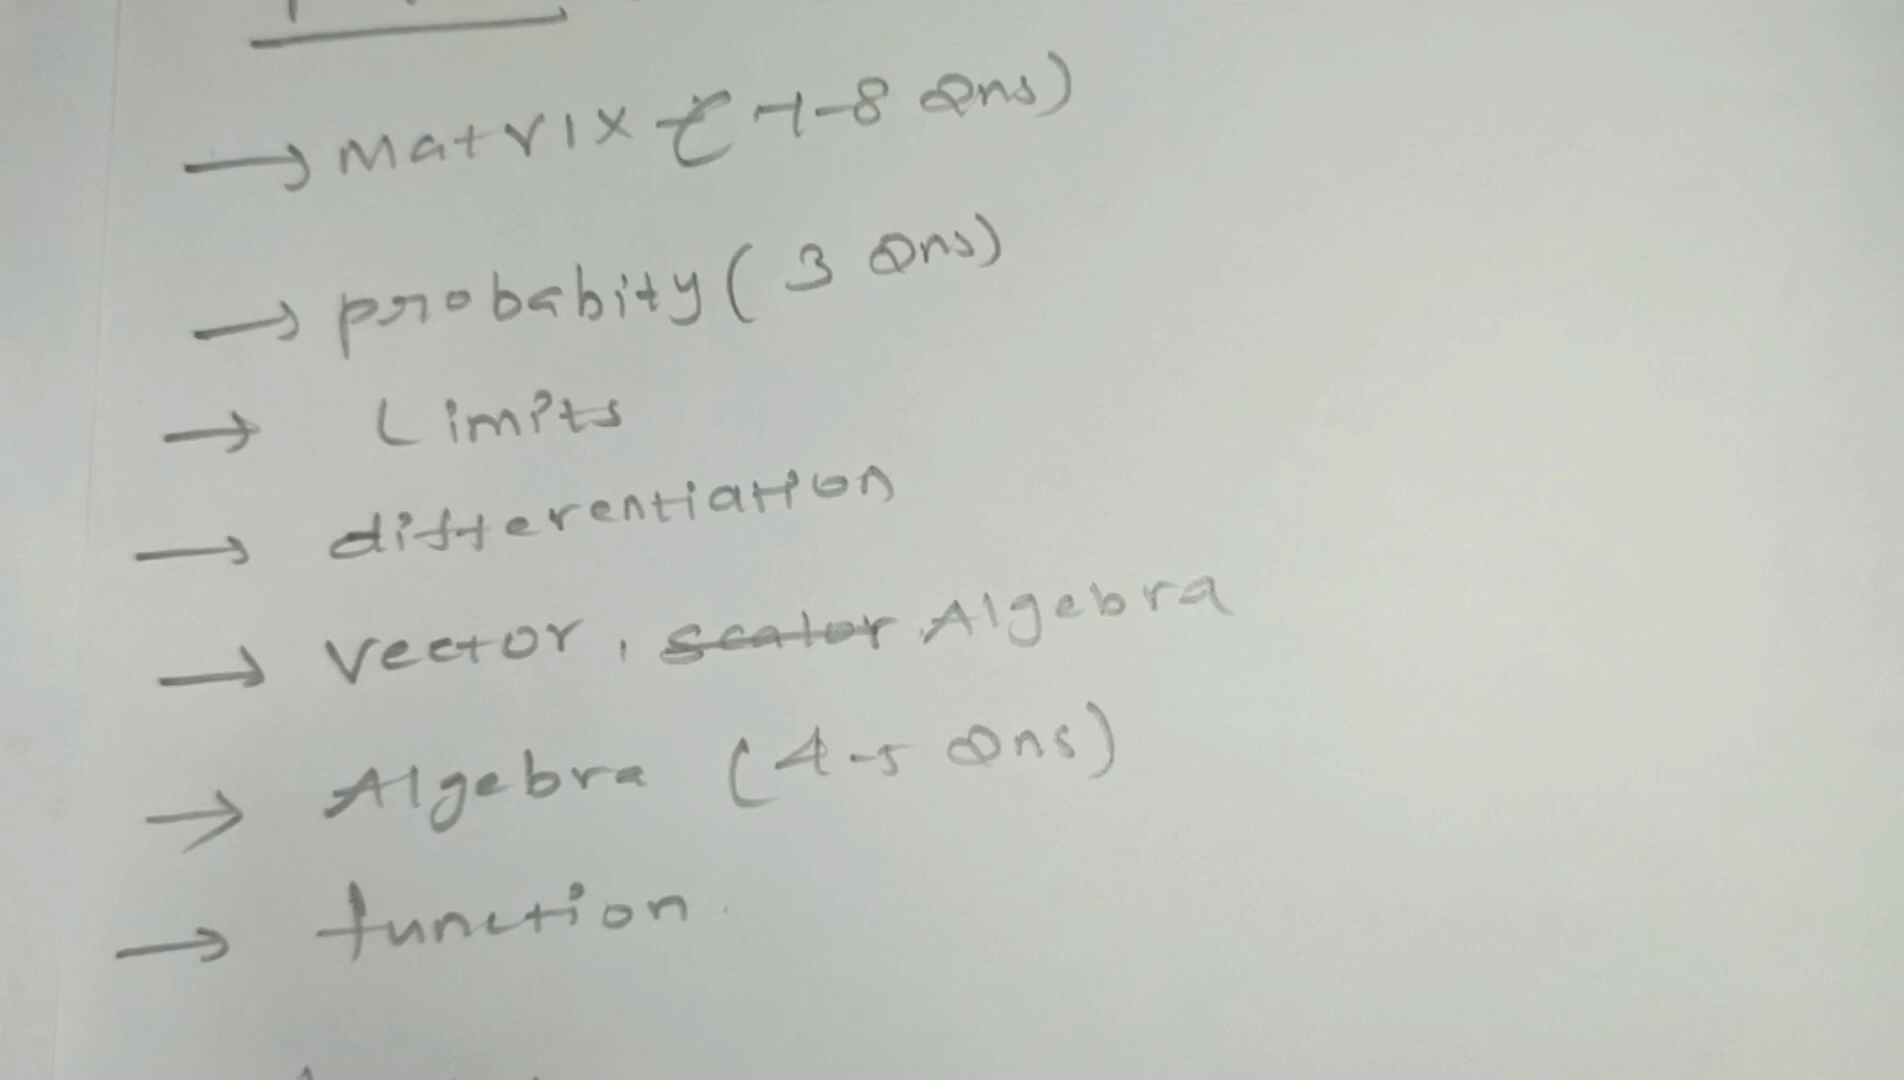 → Matrix (7-8 Qns)
→ probabity (3 Qns)
→ Limits
→ differentiation
→ vector, scalar Algebra
→ Algebra (4-5 Qns)
→ function